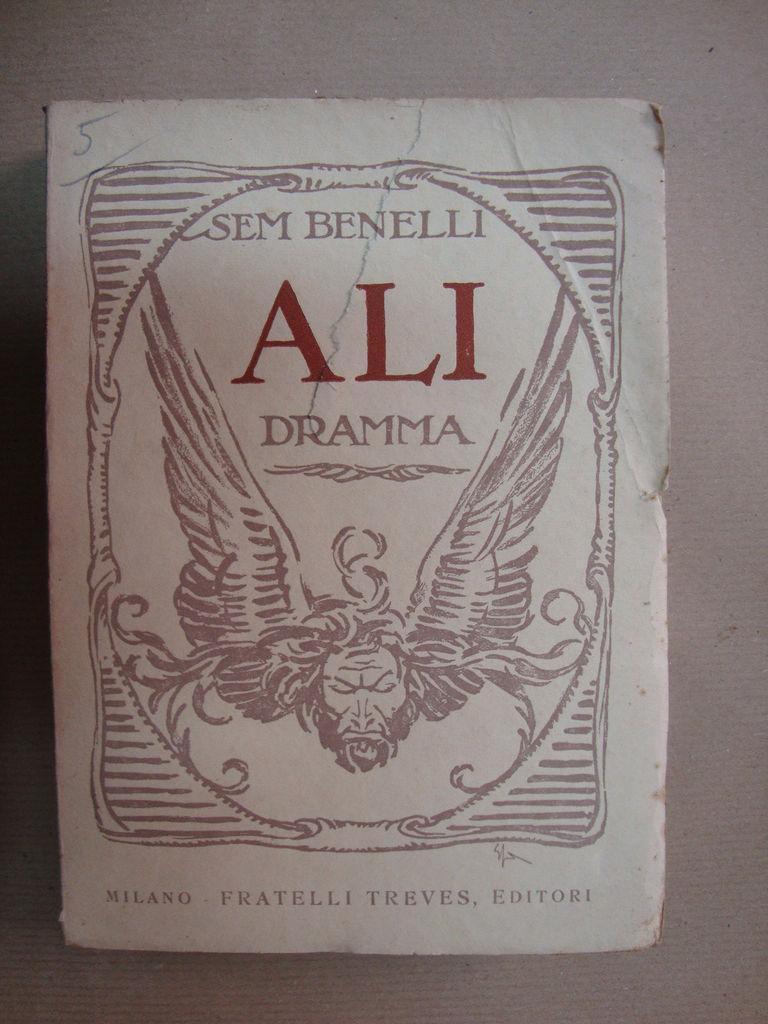 5
SEM BENELLI
ALI
DRAMMA
MILANO - FRATELLI TREVES, EDITORI